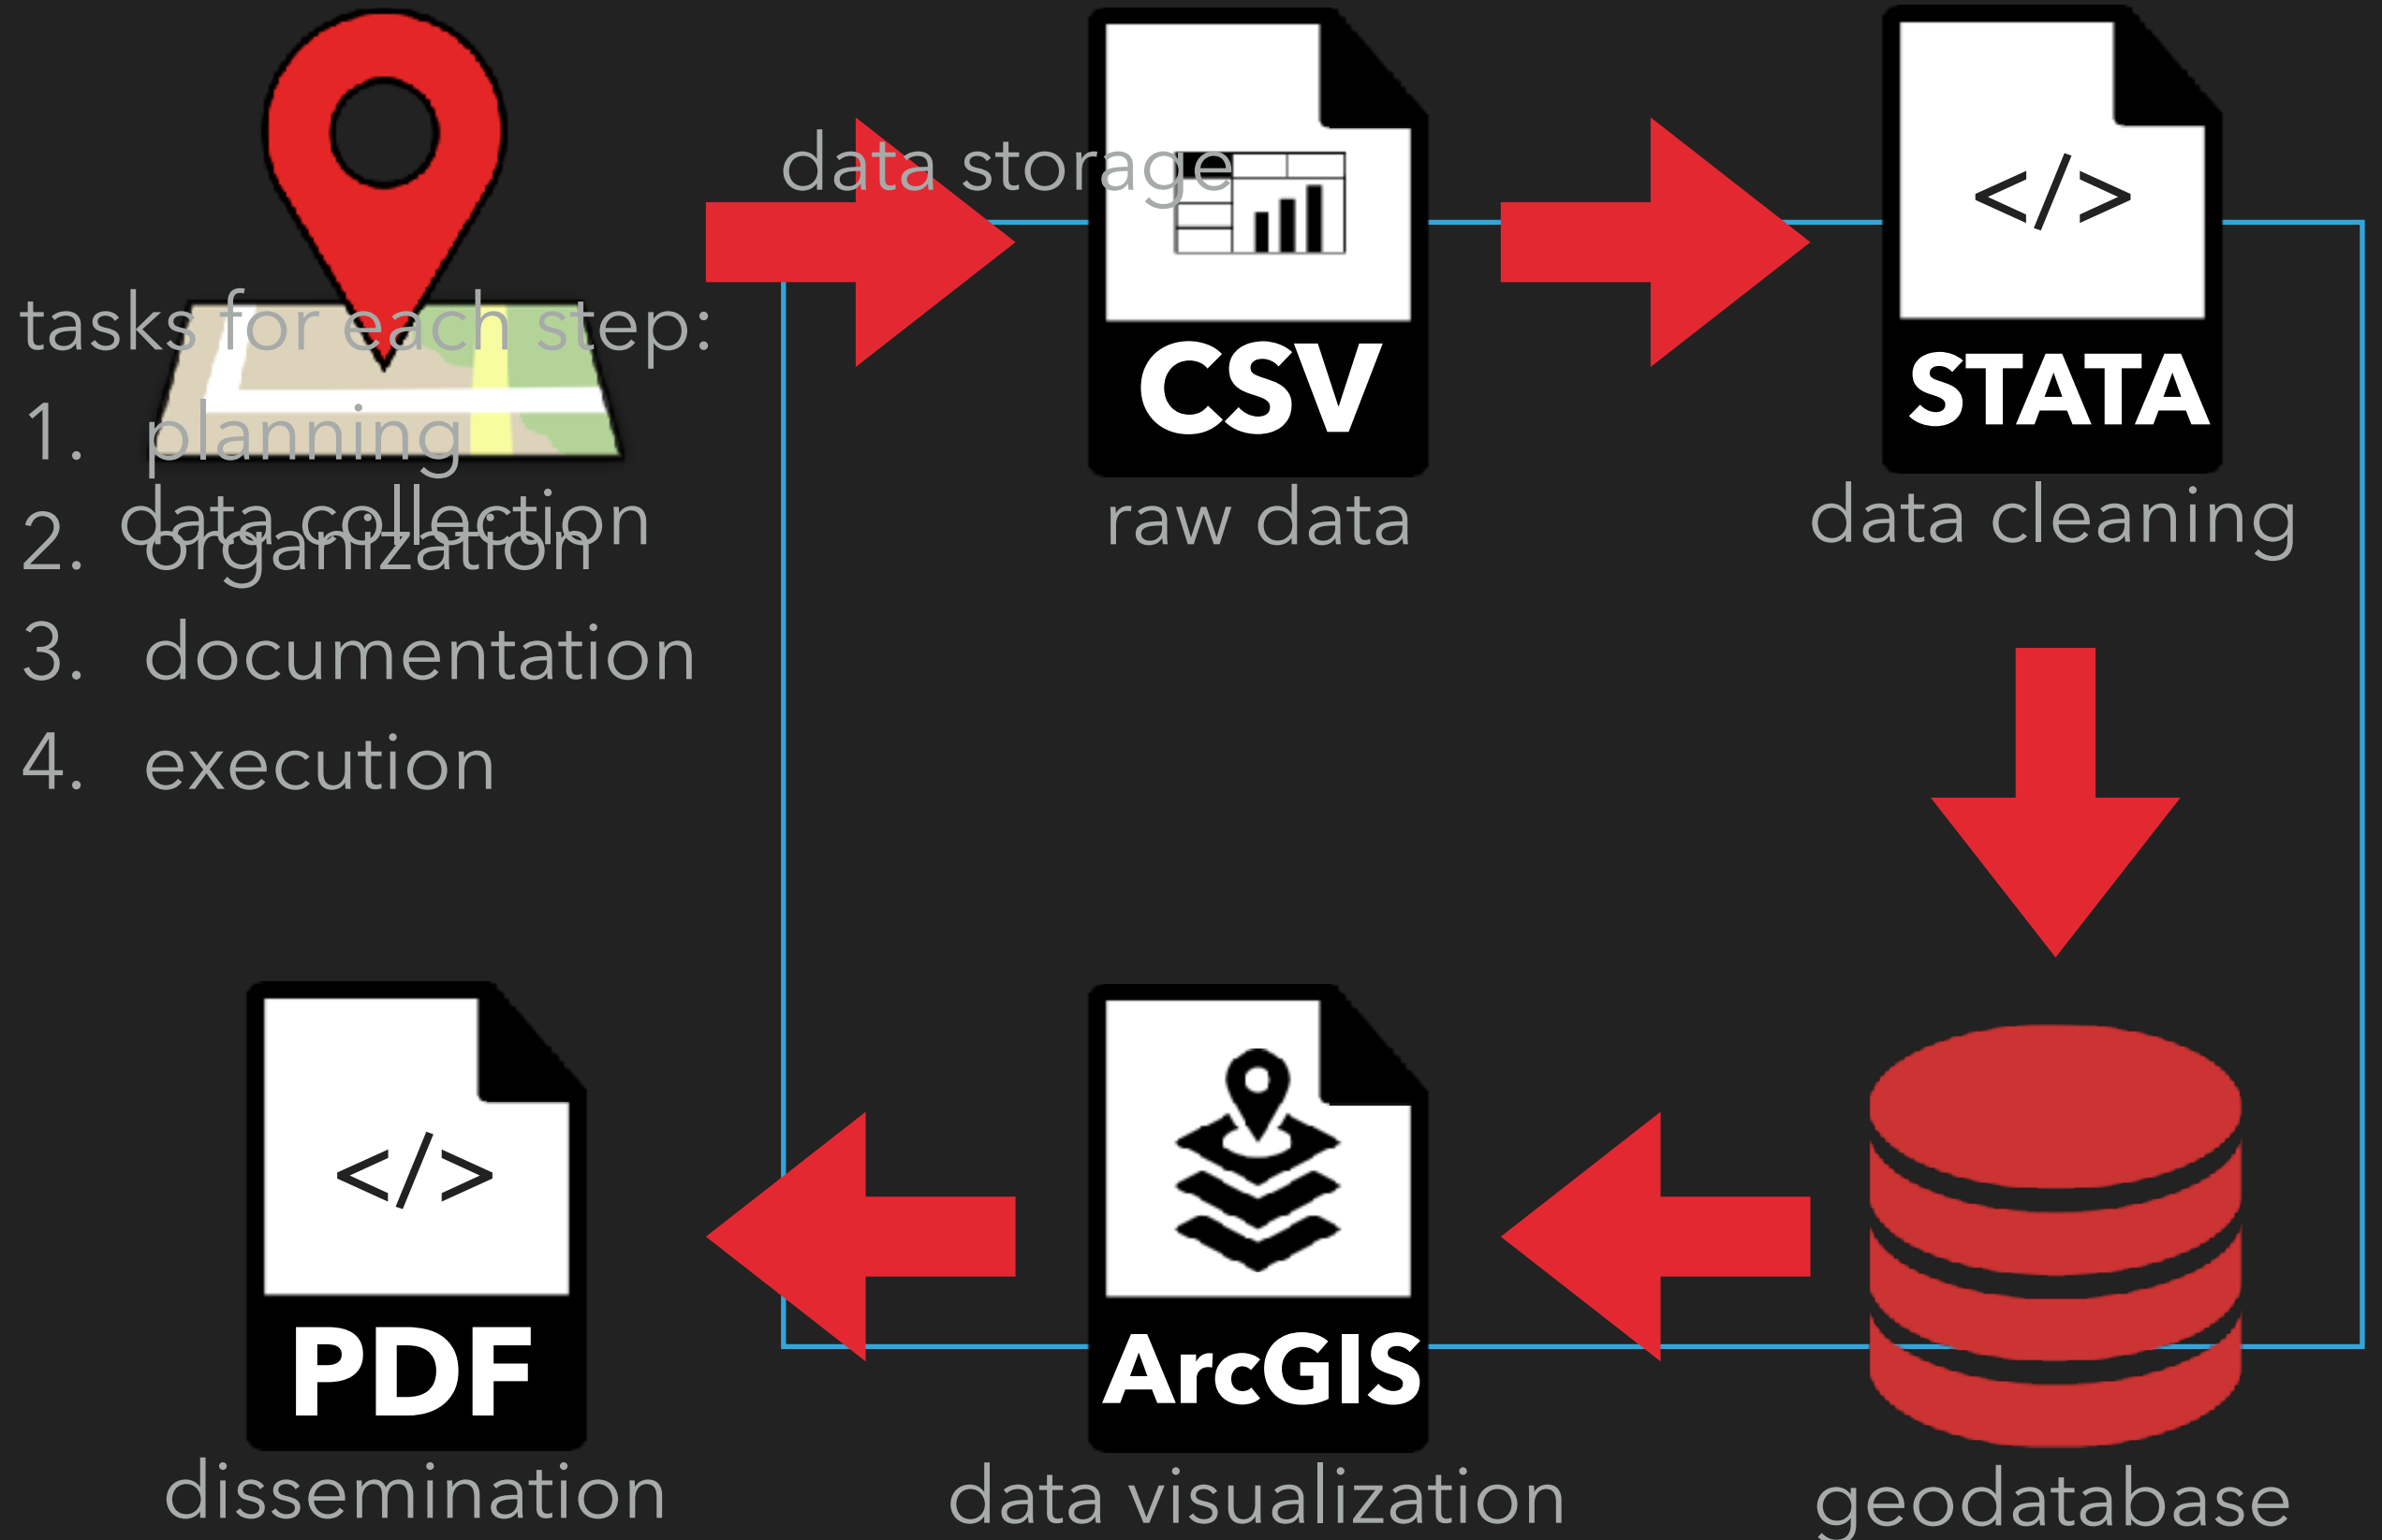 data storage
</>
</>
tasks for each step:
CSV
STATA
1. planning
data collection
raw data
data cleaning
2. organization
3. documentation
4. execution
</>
PDF
ArcGIS
dissemination
data visualization
geodatabase